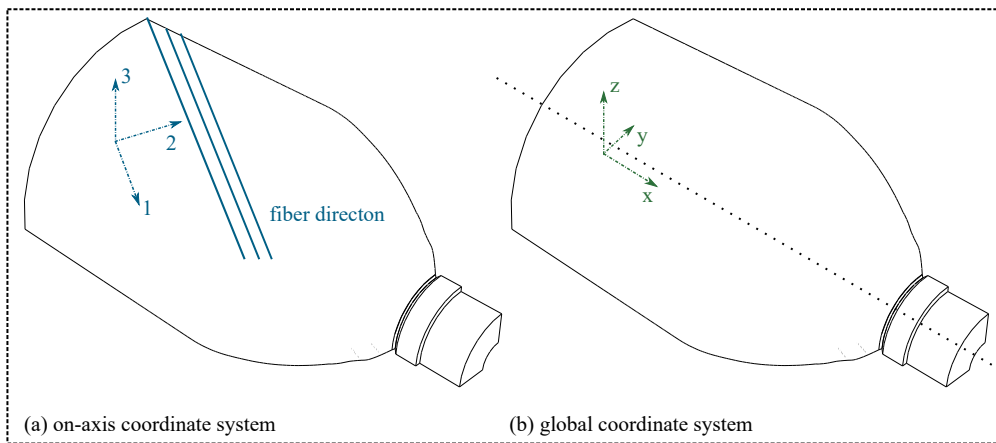 3
2
1
fiber directon
(a) on-axis coordinate system
z
y
x
(b) global coordinate system